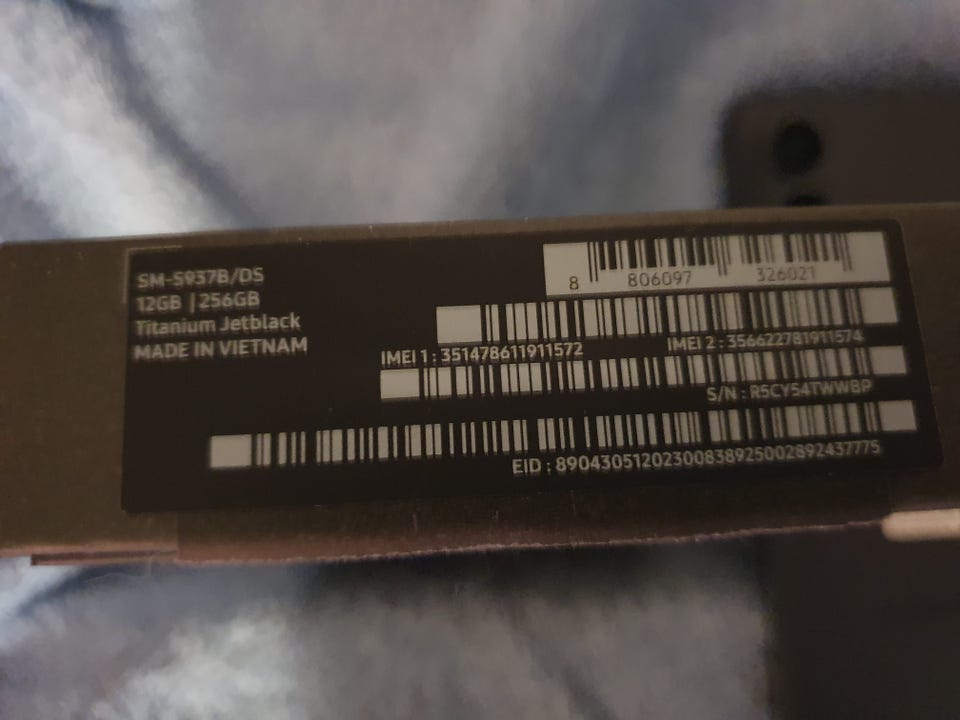 SM-S937B/DS
12GB | 256GB
Titanium Jetblack
MADE IN VIETNAM
8 806097 326021
IMEI 1 : 351478611911572
IMEI 2 : 356622781911574
S/N : R5CY54TWWBP
EID : 89043051202300838925002892437775